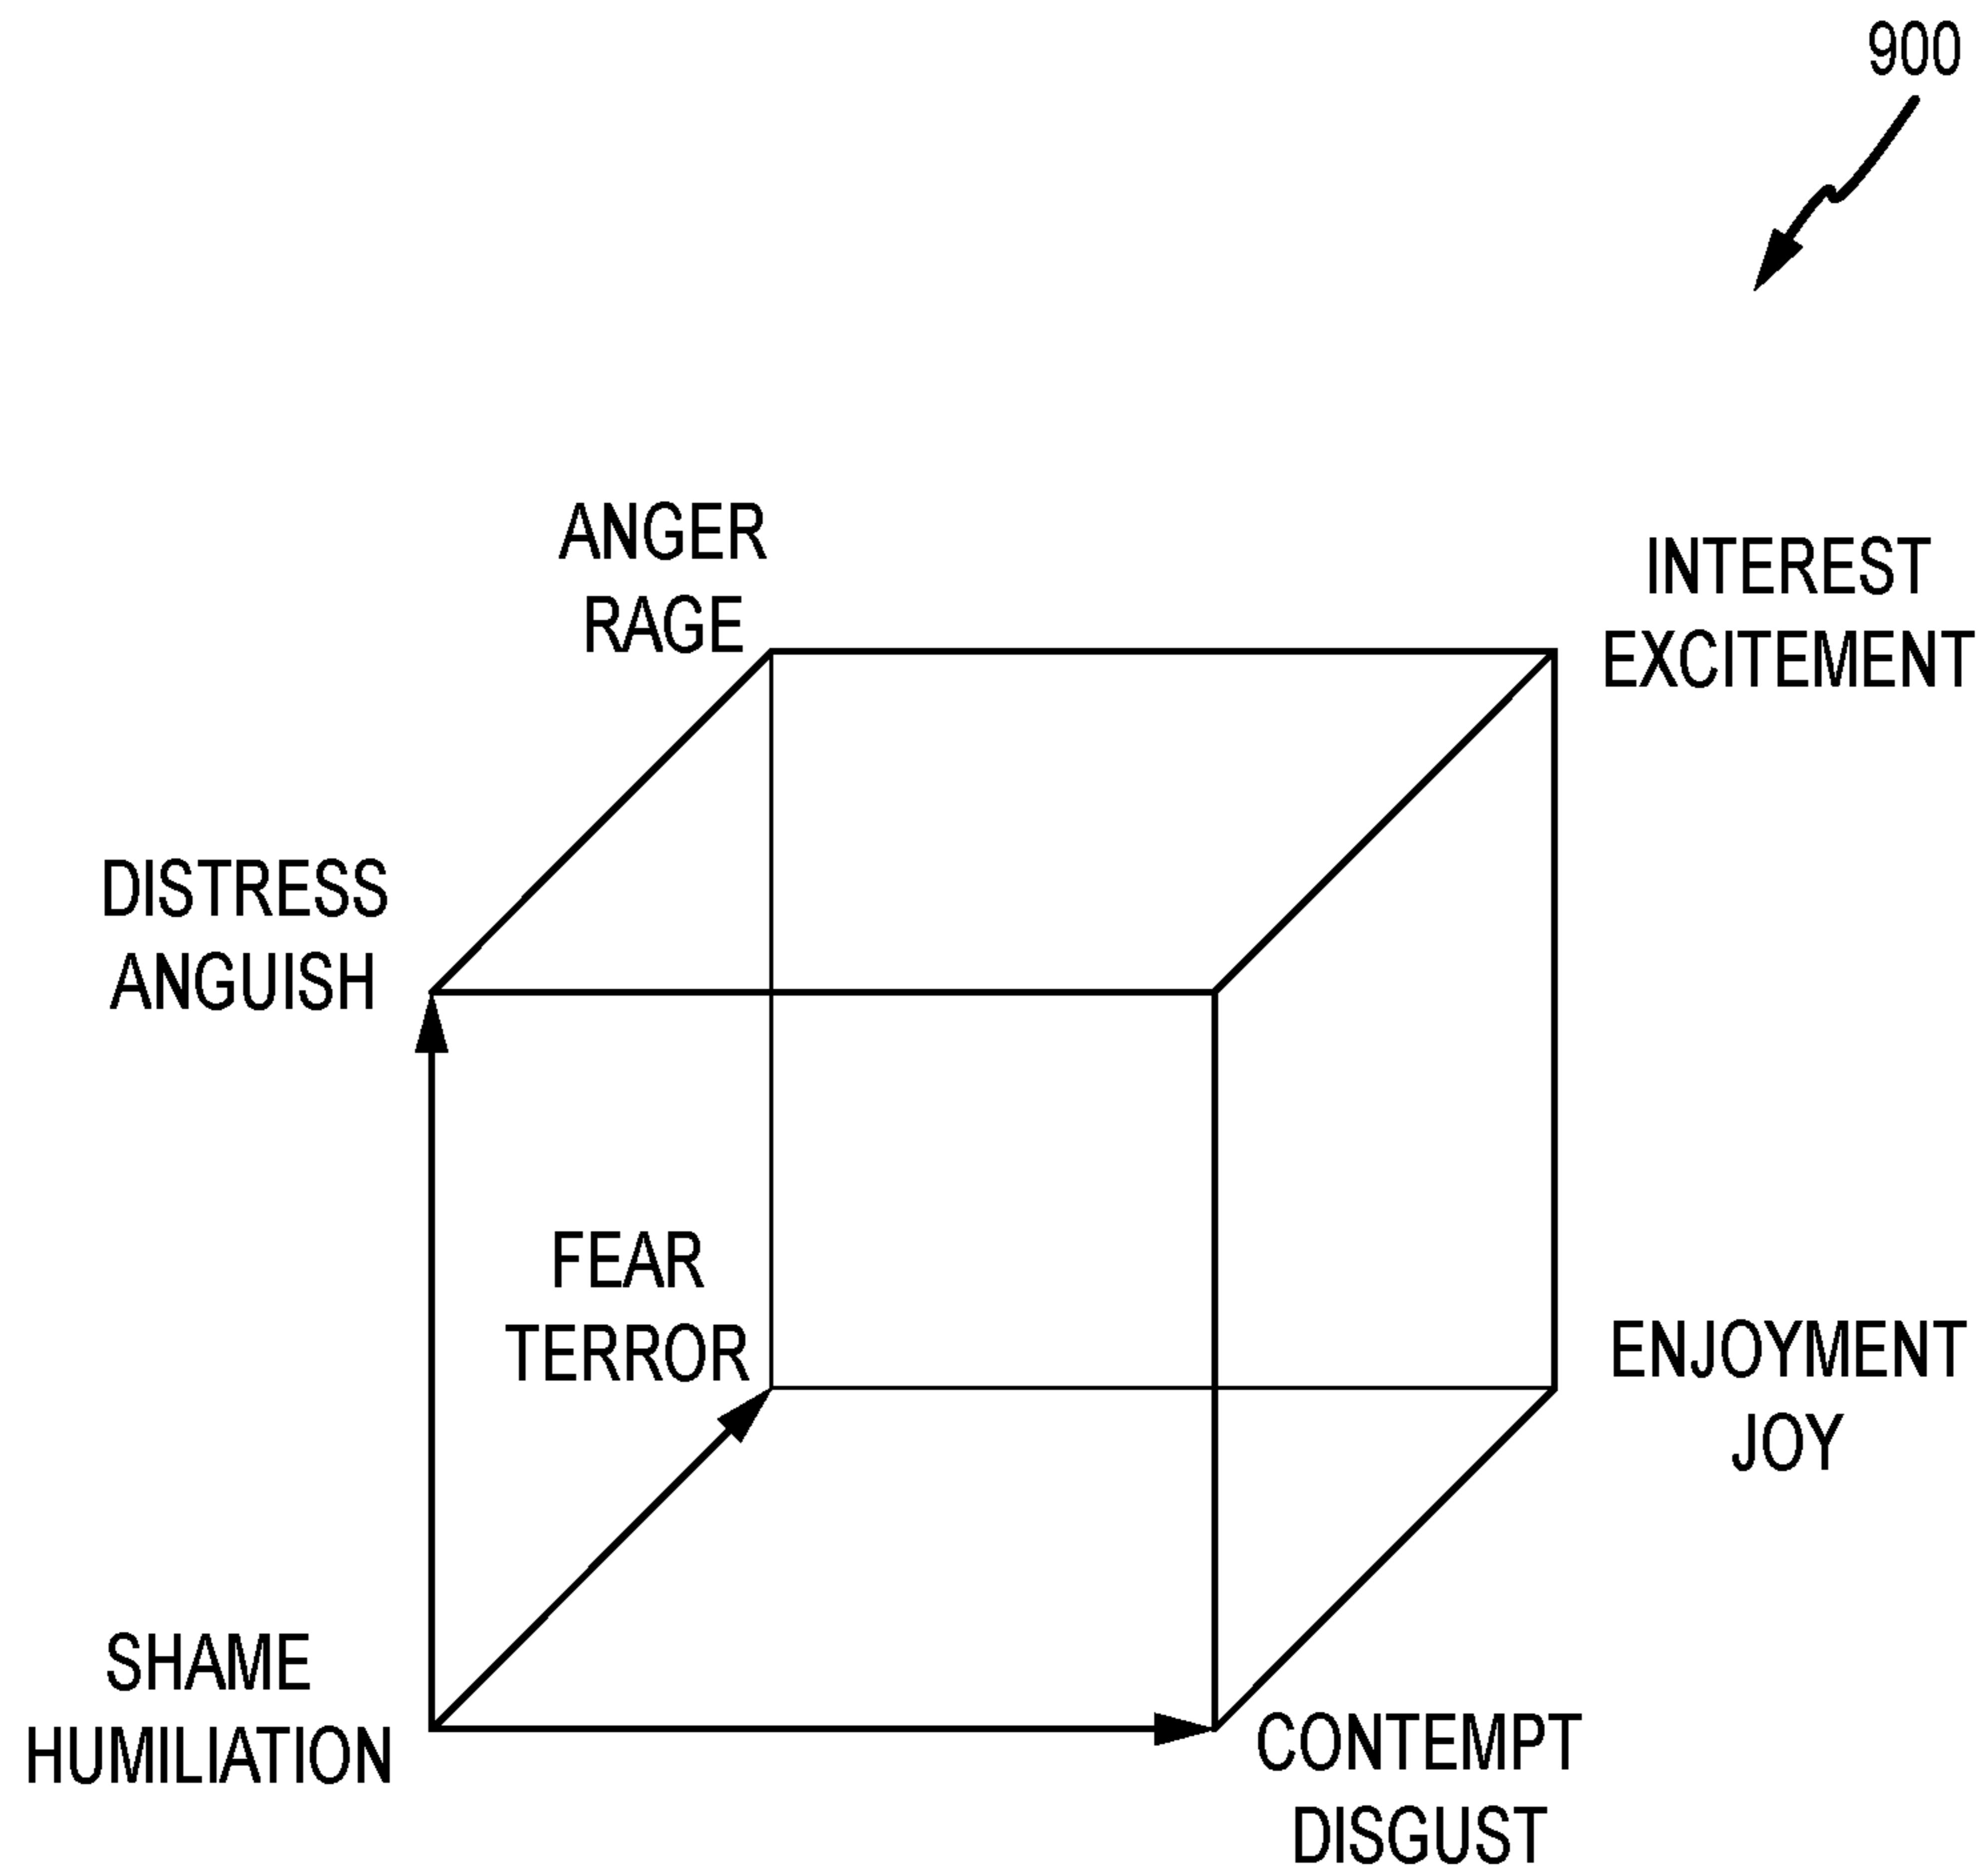 900
ANGER
RAGE
INTEREST
EXCITEMENT
DISTRESS
ANGUISH
FEAR
TERROR
ENJOYMENT
JOY
SHAME
HUMILIATION
CONTEMPT
DISGUST